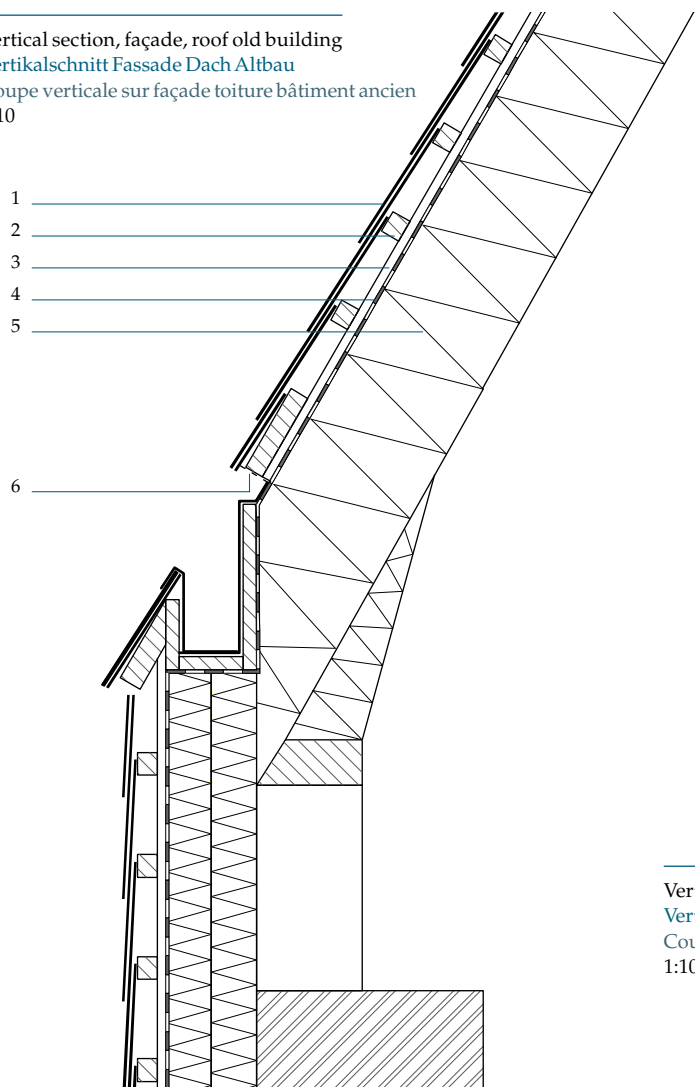 ertical section, façade, roof old building
ertikalschnitt Fassade Dach Altbau
oupe verticale sur façade toiture bâtiment ancien
10
1
2
3
4
5
6
Ver
Ver
Cou
1:10